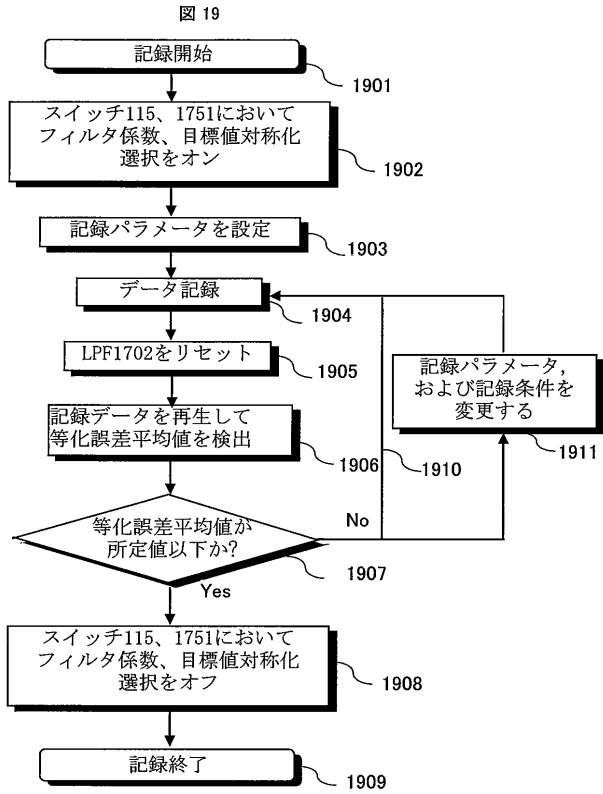 図 19
記録開始
1901
スイッチ115、1751において
フィルタ係数、目標値対称化
選択をオン
1902
記録パラメータを設定
1903
データ記録
1904
LPF1702をリセット
1905
記録データを再生して
等化誤差平均値を検出
1906
1910
記録パラメータ,
および記録条件を
変更する
1911
等化誤差平均値が
所定値以下か?
No
1907
Yes
スイッチ115、1751において
フィルタ係数、目標値対称化
選択をオフ
1908
記録終了
1909